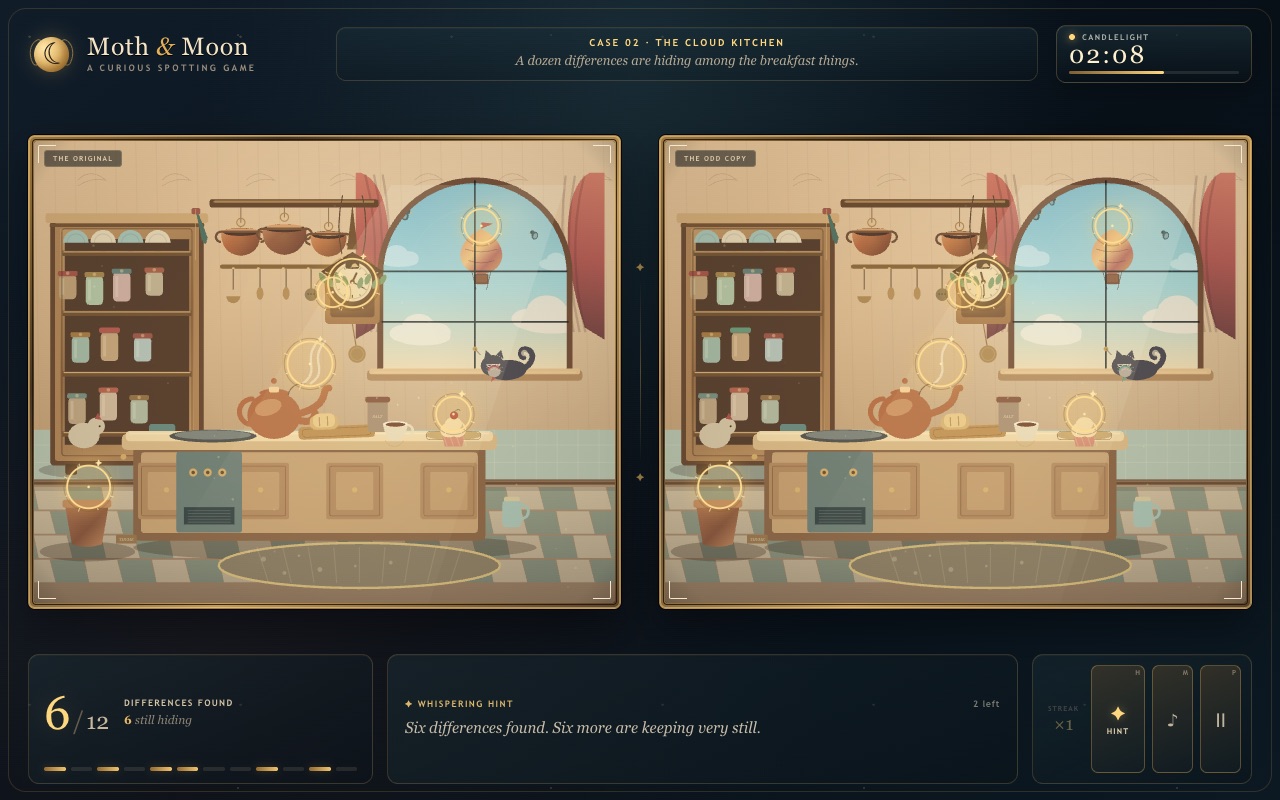 Moth & Moon
A CURIOUS SPOTTING GAME
CASE 02 · THE CLOUD KITCHEN
A dozen differences are hiding among the breakfast things.
CANDLELIGHT
02:08
THE ORIGINAL
THE ODD COPY
SALT
SALT
6/12
DIFFERENCES FOUND
6 still hiding
✦ WHISPERING HINT
2 left
Six differences found. Six more are keeping very still.
STREAK
×1
H
HINT
M
P